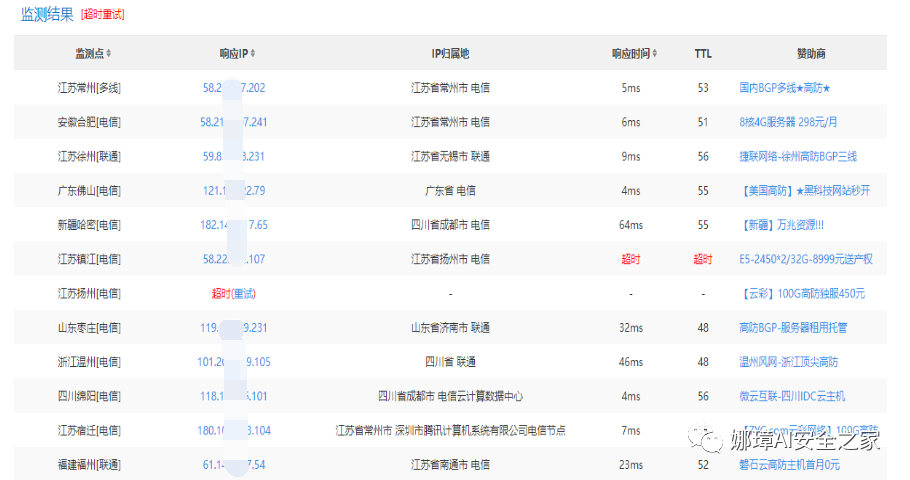 监测结果 [超时重试]
监测点 响应IP IP归属地 响应时间 TTL 赞助商
江苏常州[多线] 58.2 7.202 江苏省常州市 电信 5ms 53 国内BGP多线★高防★
安徽合肥[电信] 58.21 7.241 江苏省常州市 电信 6ms 51 8核4G服务器 298元/月
江苏徐州[联通] 59.8 3.231 江苏省无锡市 联通 9ms 56 捷联网络-徐州高防BGP三线
广东佛山[电信] 121.1 2.79 广东省 电信 4ms 55 【美国高防】★黑科技网站秒开
新疆哈密[电信] 182.14 7.65 四川省成都市 电信 64ms 55 【新疆】万兆资源!!!
江苏镇江[电信] 58.22 .107 江苏省扬州市 电信 超时 超时 E5-2450*2/32G-8999元送产权
江苏扬州[电信] 超时(重试) - - - 【云彩】100G高防独服450元
山东枣庄[电信] 119. 9.231 山东省济南市 联通 32ms 48 高防BGP-服务器租用托管
浙江温州[电信] 101.20 9.105 四川省 联通 46ms 48 温州风网-浙江顶尖高防
四川绵阳[电信] 118.1 .101 四川省成都市 电信云计算数据中心 4ms 56 微云互联-四川IDC云主机
江苏宿迁[电信] 180.10 3.104 江苏省常州市 深圳市腾讯计算机系统有限公司电信节点 7ms
福建福州[联通] 61.14 7.54 江苏省南通市 电信 23ms 52 磐石云高防主机首月0元
娜璋AI安全之家